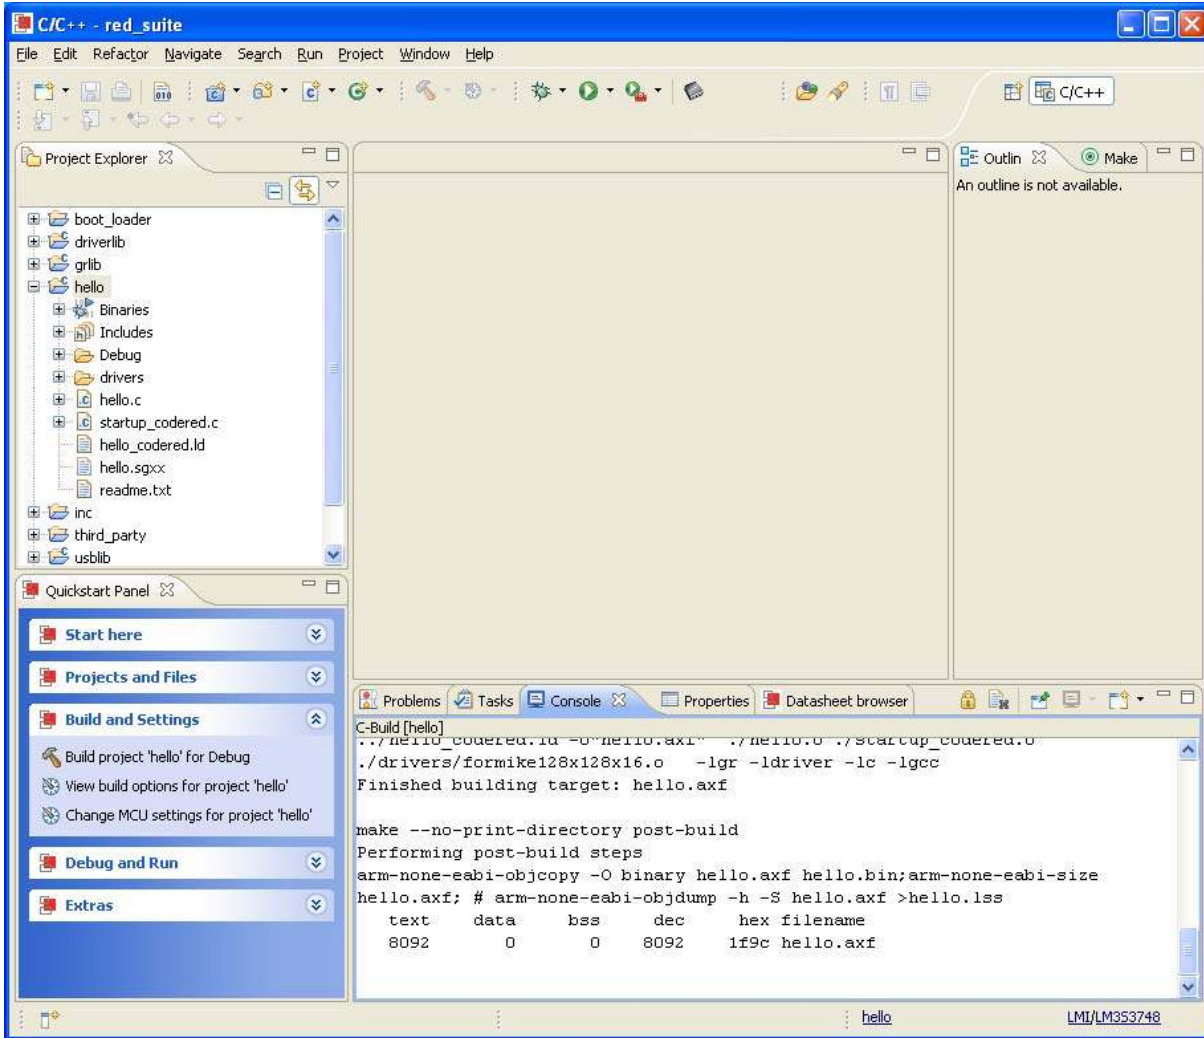 C/C++ - red_suite
File Edit Refactor Navigate Search Run Project Window Help
C/C++
Project Explorer
Outlin Make
An outline is not available.
boot_loader
driverlib
grlib
hello
Binaries
Includes
Debug
drivers
hello.c
startup_codered.c
hello_codered.ld
hello.sgxx
readme.txt
inc
third_party
usblib
Quickstart Panel
Start here
Projects and Files
Build and Settings
Build project 'hello' for Debug
View build options for project 'hello'
Change MCU settings for project 'hello'
Debug and Run
Extras
Problems Tasks Console Properties Datasheet browser
C-Build [hello]
../hello_codered.ld -o"hello.axf" ./hello.o ./startup_codered.o
./drivers/formike128x128x16.o -lgr -ldriver -lc -lgcc
Finished building target: hello.axf
make --no-print-directory post-build
Performing post-build steps
arm-none-eabi-objcopy -O binary hello.axf hello.bin;arm-none-eabi-size
hello.axf; # arm-none-eabi-objdump -h -S hello.axf >hello.lss
text data bss dec hex filename
8092 0 0 8092 1f9c hello.axf
hello LMI/LM3S3748